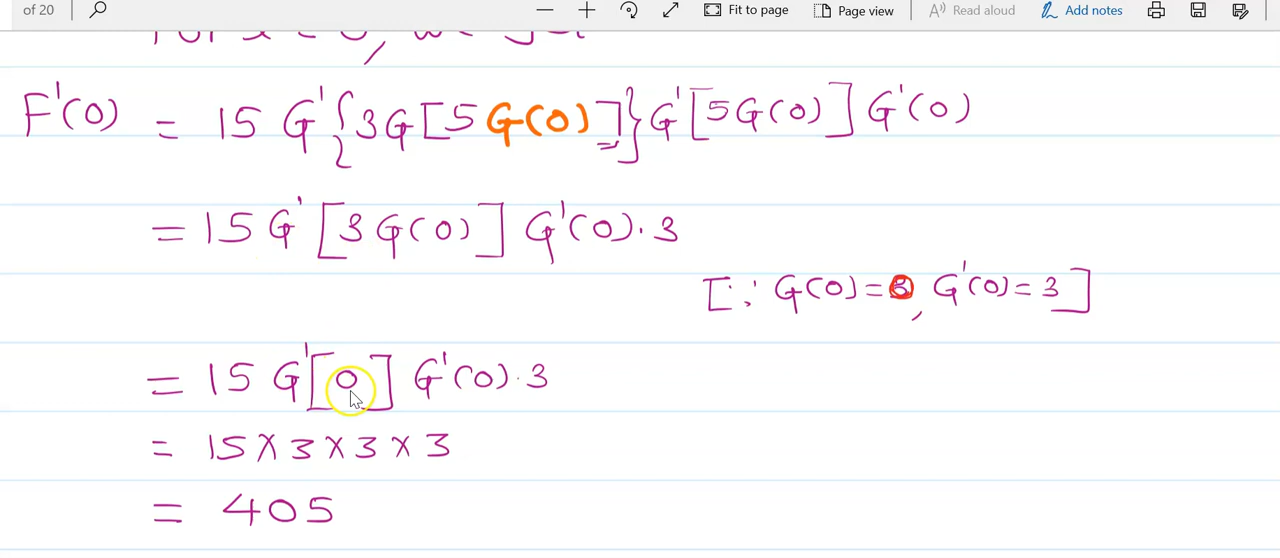 of 20 Fit to page Page view Read aloud Add notes
F'(0) = 15 G'{3G[5G(0)]}G'[5G(0)]G'(0)
= 15 G'[3G(0)] G'(0)·3
[∵ G(0)=0, G'(0)=3]
= 15 G'[0] G'(0)·3
= 15×3×3×3
= 405